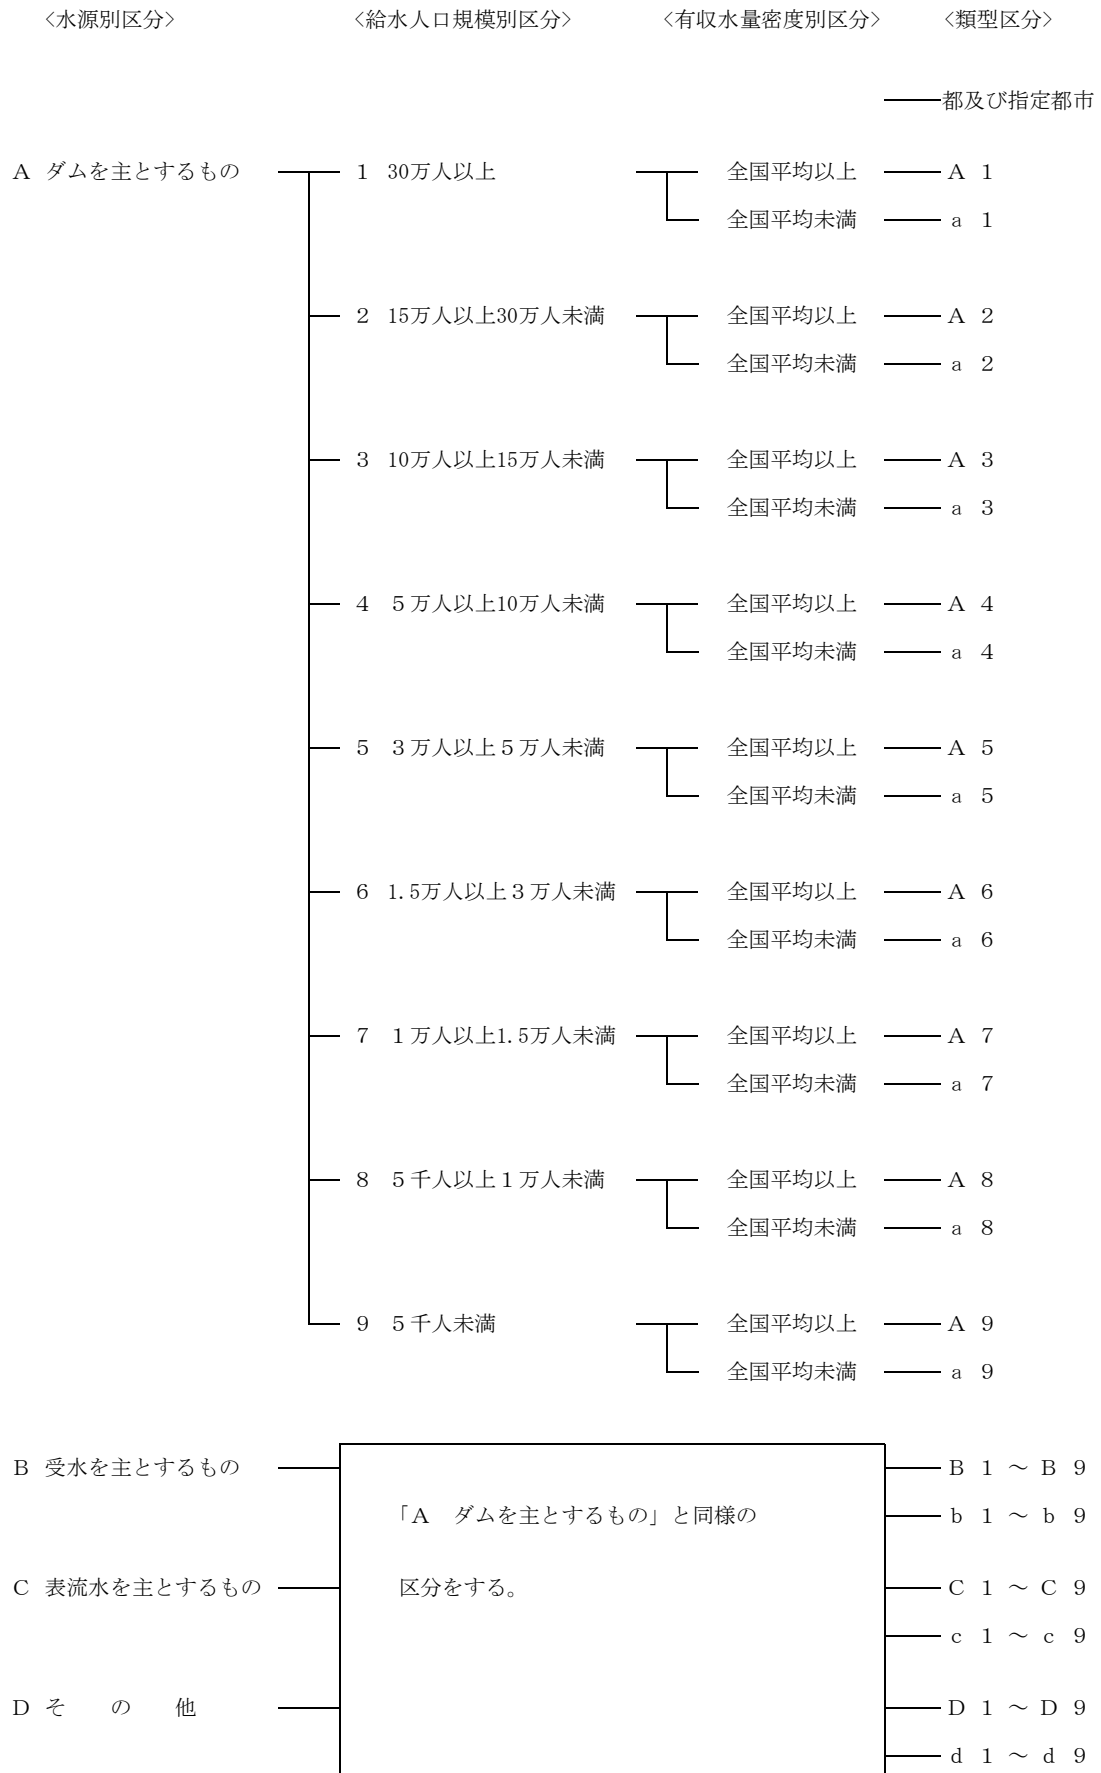 <水源別区分> <給水人口規模別区分> <有収水量密度別区分> <類型区分>
都及び指定都市
Ａ ダムを主とするもの １ 30万人以上 全国平均以上 Ａ １
全国平均未満 ａ １
２ 15万人以上30万人未満 全国平均以上 Ａ ２
全国平均未満 ａ ２
３ 10万人以上15万人未満 全国平均以上 Ａ ３
全国平均未満 ａ ３
４ ５万人以上10万人未満 全国平均以上 Ａ ４
全国平均未満 ａ ４
５ ３万人以上５万人未満 全国平均以上 Ａ ５
全国平均未満 ａ ５
６ 1.5万人以上３万人未満 全国平均以上 Ａ ６
全国平均未満 ａ ６
７ １万人以上1.5万人未満 全国平均以上 Ａ ７
全国平均未満 ａ ７
８ ５千人以上１万人未満 全国平均以上 Ａ ８
全国平均未満 ａ ８
９ ５千人未満 全国平均以上 Ａ ９
全国平均未満 ａ ９
Ｂ 受水を主とするもの Ｂ １ ～ Ｂ ９
「Ａ　ダムを主とするもの」と同様の ｂ １ ～ ｂ ９
Ｃ 表流水を主とするもの 区分をする。 Ｃ １ ～ Ｃ ９
ｃ １ ～ ｃ ９
Ｄ そ　の　他 Ｄ １ ～ Ｄ ９
ｄ １ ～ ｄ ９